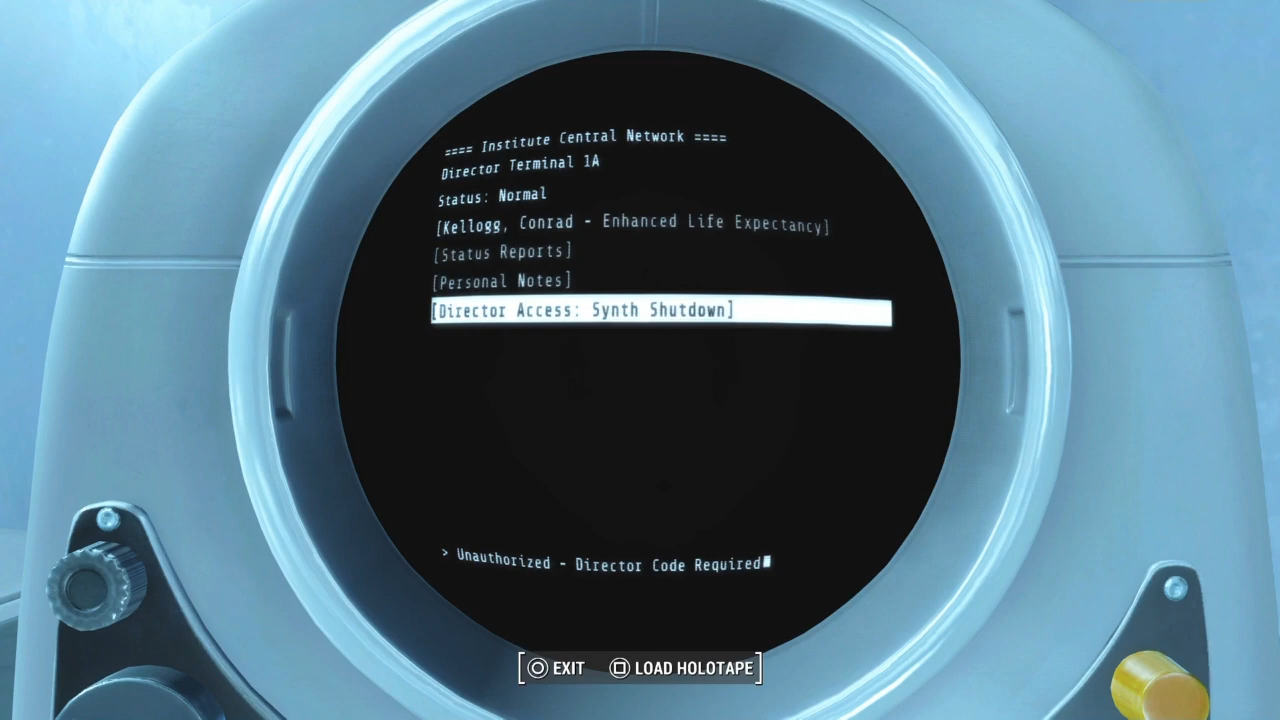 ==== Institute Central Network ====
Director Terminal 1A
Status: Normal
[Kellogg, Conrad - Enhanced Life Expectancy]
[Status Reports]
[Personal Notes]
[Director Access: Synth Shutdown]
> Unauthorized - Director Code Required
EXIT LOAD HOLOTAPE